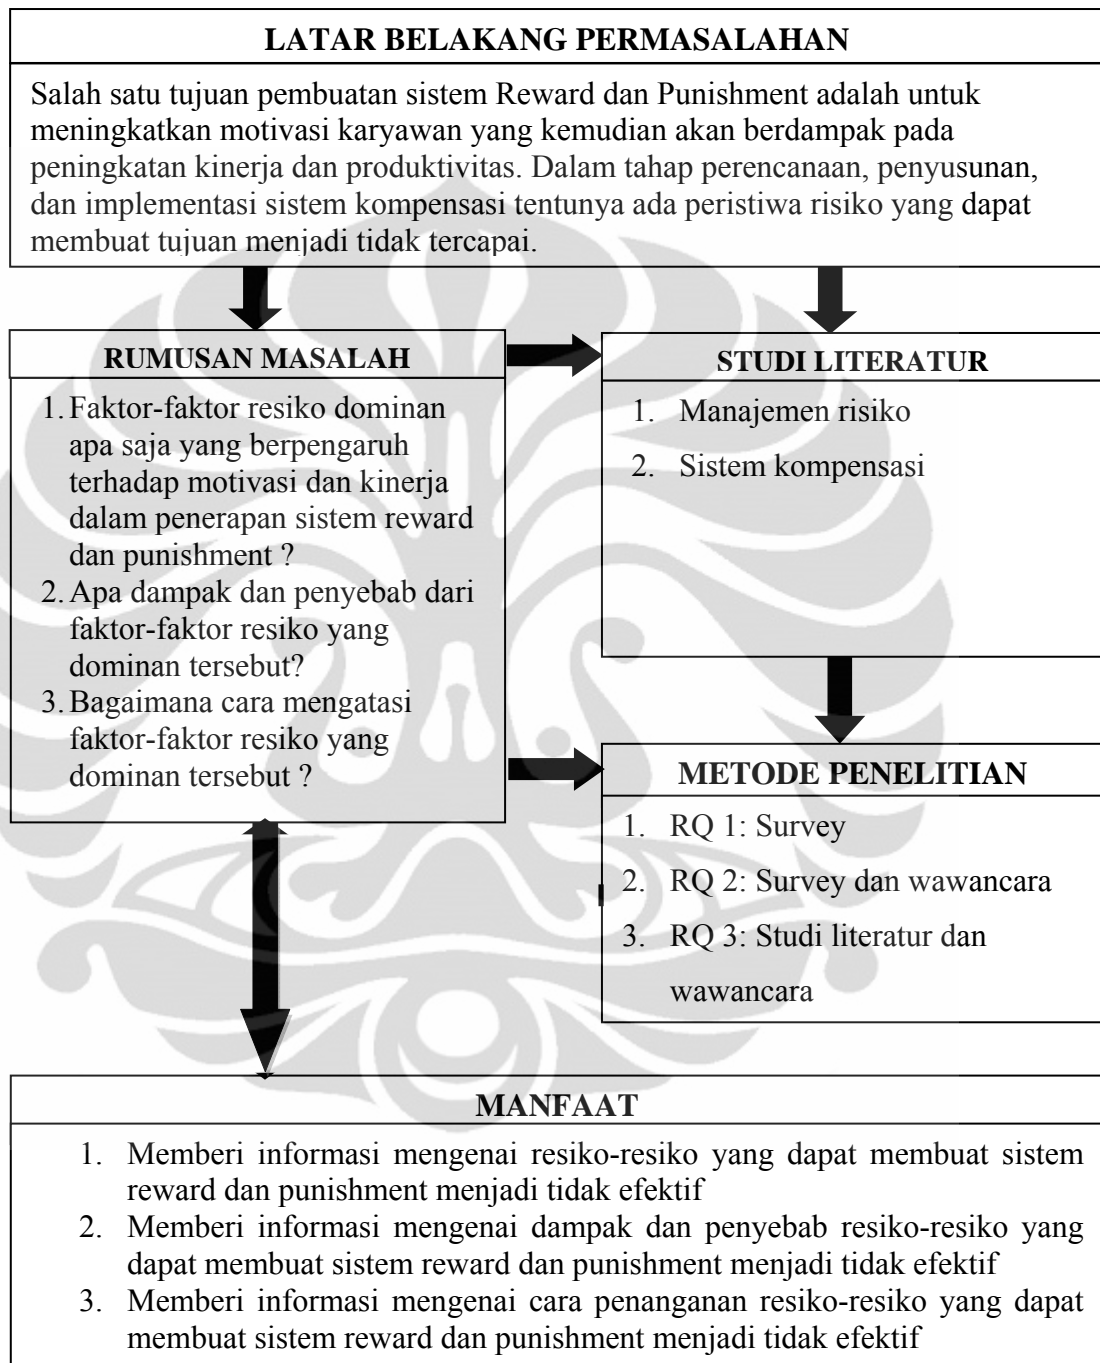 LATAR BELAKANG PERMASALAHAN
Salah satu tujuan pembuatan sistem Reward dan Punishment adalah untuk
meningkatkan motivasi karyawan yang kemudian akan berdampak pada
peningkatan kinerja dan produktivitas. Dalam tahap perencanaan, penyusunan,
dan implementasi sistem kompensasi tentunya ada peristiwa risiko yang dapat
membuat tujuan menjadi tidak tercapai.
RUMUSAN MASALAH
1. Faktor-faktor resiko dominan
apa saja yang berpengaruh
terhadap motivasi dan kinerja
dalam penerapan sistem reward
dan punishment ?
2. Apa dampak dan penyebab dari
faktor-faktor resiko yang
dominan tersebut?
3. Bagaimana cara mengatasi
faktor-faktor resiko yang
dominan tersebut ?
STUDI LITERATUR
1. Manajemen risiko
2. Sistem kompensasi
METODE PENELITIAN
1. RQ 1: Survey
2. RQ 2: Survey dan wawancara
3. RQ 3: Studi literatur dan
wawancara
MANFAAT
1. Memberi informasi mengenai resiko-resiko yang dapat membuat sistem
reward dan punishment menjadi tidak efektif
2. Memberi informasi mengenai dampak dan penyebab resiko-resiko yang
dapat membuat sistem reward dan punishment menjadi tidak efektif
3. Memberi informasi mengenai cara penanganan resiko-resiko yang dapat
membuat sistem reward dan punishment menjadi tidak efektif